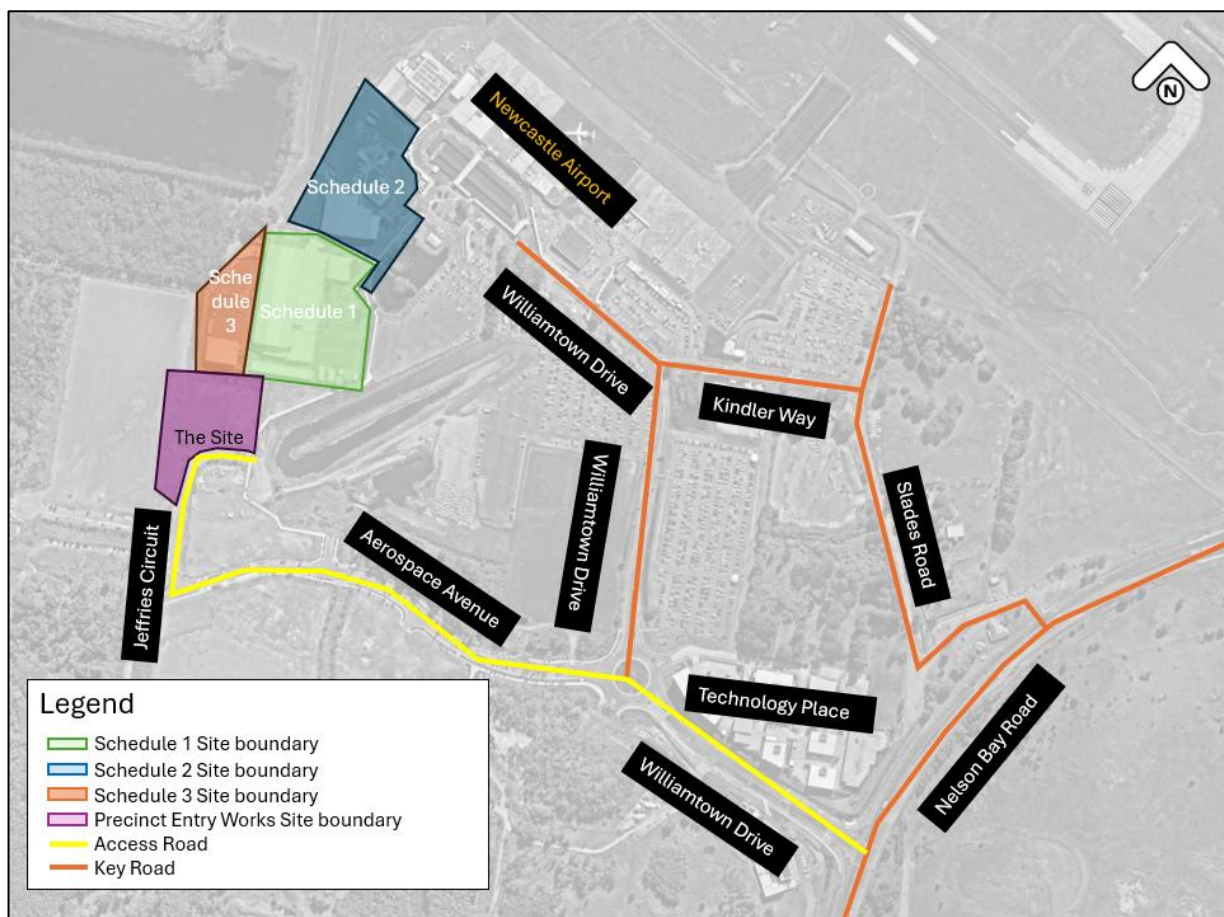 N
Newcastle Airport
Schedule 2
Sche
dule
3
Schedule 1
Williamtown Drive
Kindler Way
The Site
Williamtown Drive
Slades Road
Jeffries Circuit
Aerospace Avenue
Technology Place
Nelson Bay Road
Williamtown Drive
Legend
Schedule 1 Site boundary
Schedule 2 Site boundary
Schedule 3 Site boundary
Precinct Entry Works Site boundary
Access Road
Key Road